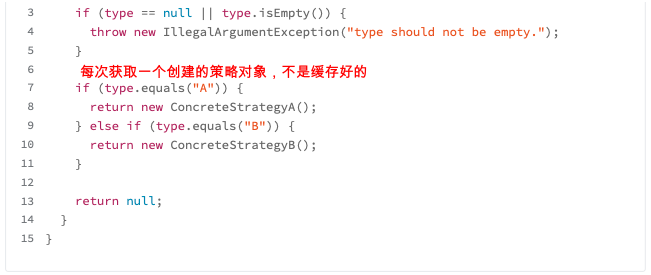 3 if (type == null || type.isEmpty()) {
4 throw new IllegalArgumentException("type should not be empty.");
5 }
6 每次获取一个创建的策略对象，不是缓存好的
7 if (type.equals("A")) {
8 return new ConcreteStrategyA();
9 } else if (type.equals("B")) {
10 return new ConcreteStrategyB();
11 }
12
13 return null;
14 }
15 }